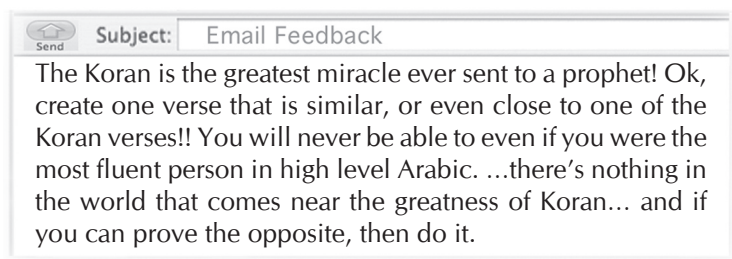 Send Subject: Email Feedback
The Koran is the greatest miracle ever sent to a prophet! Ok,
create one verse that is similar, or even close to one of the
Koran verses!! You will never be able to even if you were the
most fluent person in high level Arabic. ...there's nothing in
the world that comes near the greatness of Koran... and if
you can prove the opposite, then do it.